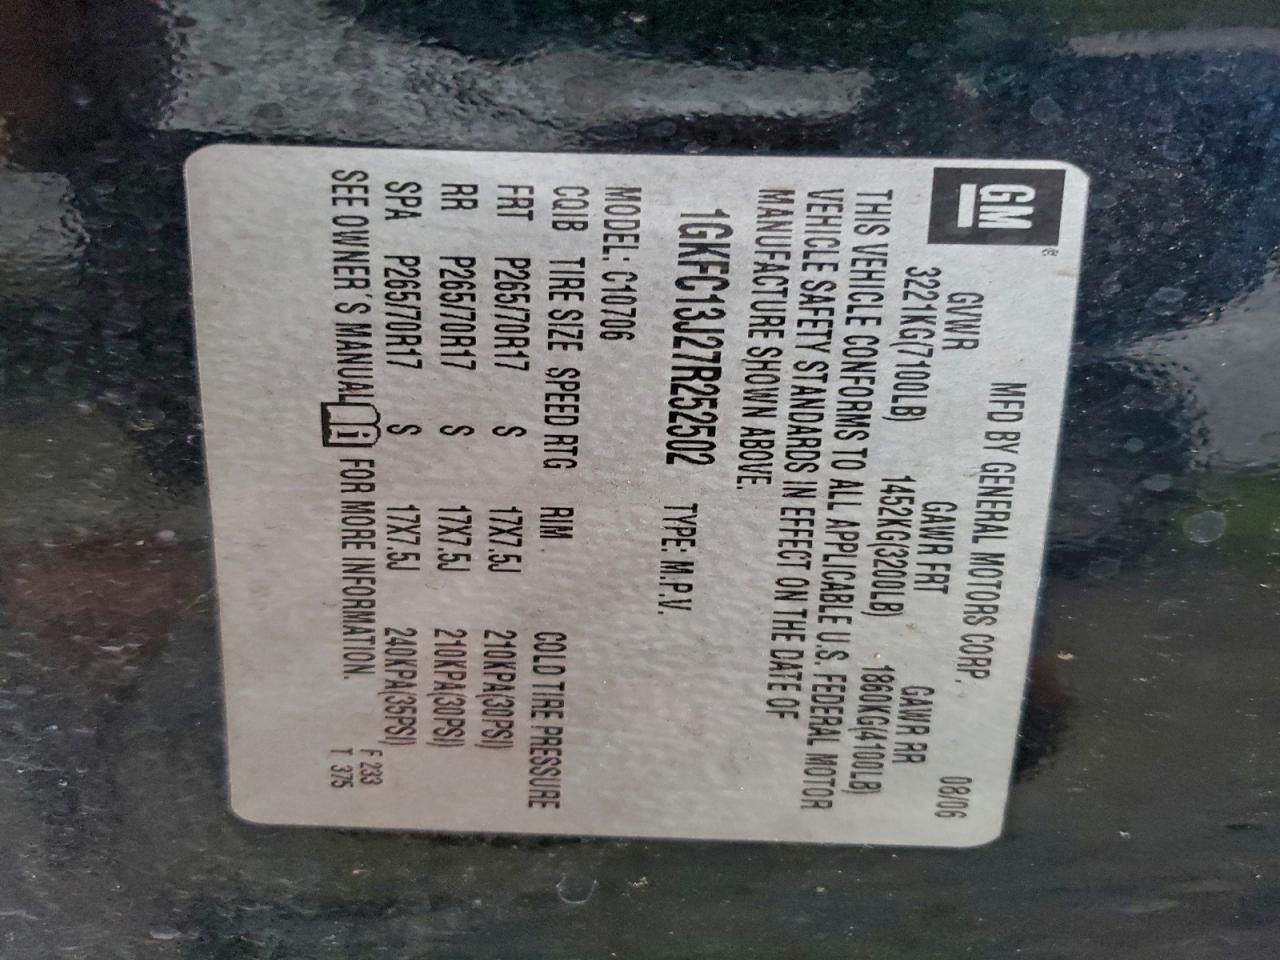 GM
MFD BY GENERAL MOTORS CORP. 08/06
GVWR GAWR FRT GAWR RR
3221KG(7100LB) 1452KG(3200LB) 1860KG(4100LB)
THIS VEHICLE CONFORMS TO ALL APPLICABLE U.S. FEDERAL MOTOR
VEHICLE SAFETY STANDARDS IN EFFECT ON THE DATE OF
MANUFACTURE SHOWN ABOVE.
1GKFC13J27R252502 TYPE: M.P.V.
MODEL: C10706
CQIB TIRE SIZE SPEED RTG RIM COLD TIRE PRESSURE
FRT P265/70R17 S 17X7.5J 210KPA(30PSI)
RR P265/70R17 S 17X7.5J 210KPA(30PSI)
SPA P265/70R17 S 17X7.5J 240KPA(35PSI)
SEE OWNER'S MANUAL i FOR MORE INFORMATION.
F 233
T 375